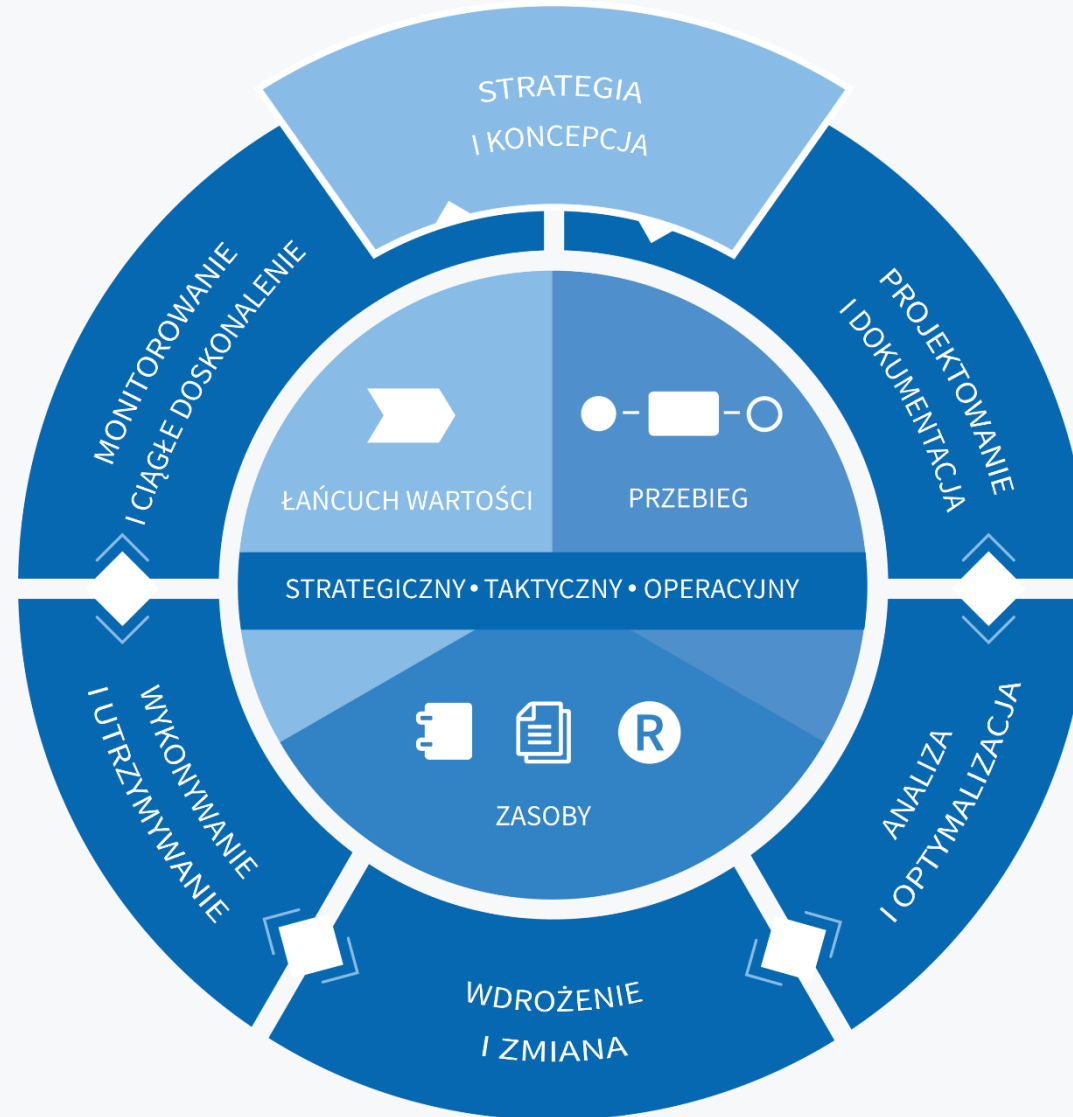 STRATEGIA
I KONCEPCJA
PROJEKTOWANIE
I DOKUMENTACJA
ANALIZA
I OPTYMALIZACJA
WDROŻENIE
I ZMIANA
WYKONYWANIE
I UTRZYMYWANIE
MONITOROWANIE
I CIĄGŁE DOSKONALENIE
ŁAŃCUCH WARTOŚCI
PRZEBIEG
STRATEGICZNY • TAKTYCZNY • OPERACYJNY
R
ZASOBY